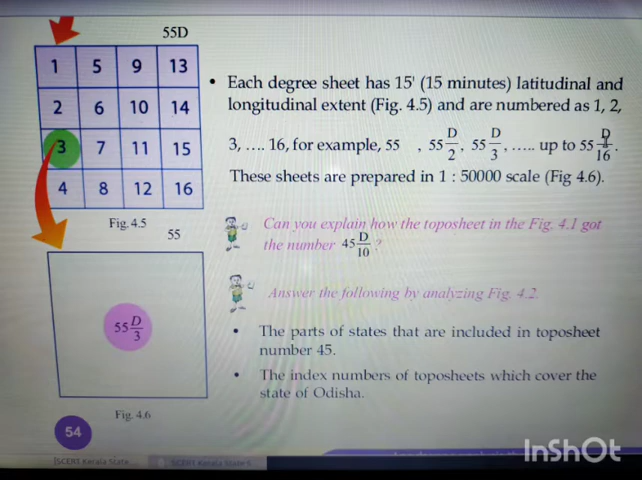 55D
1 5 9 13
2 6 10 14
3 7 11 15
4 8 12 16
Fig. 4.5
55
55 D/3
Fig. 4.6
54
• Each degree sheet has 15' (15 minutes) latitudinal and
longitudinal extent (Fig. 4.5) and are numbered as 1, 2,
3, .... 16, for example, 55 , 55 D/2, 55 D/3, ..... up to 55 D/16.
These sheets are prepared in 1 : 50000 scale (Fig 4.6).
Can you explain how the toposheet in the Fig. 4.1 got
the number 45 D/10 ?
Answer the following by analyzing Fig. 4.2.
• The parts of states that are included in toposheet
number 45.
• The index numbers of toposheets which cover the
state of Odisha.
SCERT Kerala State
SCERT Kerala State
InShOt